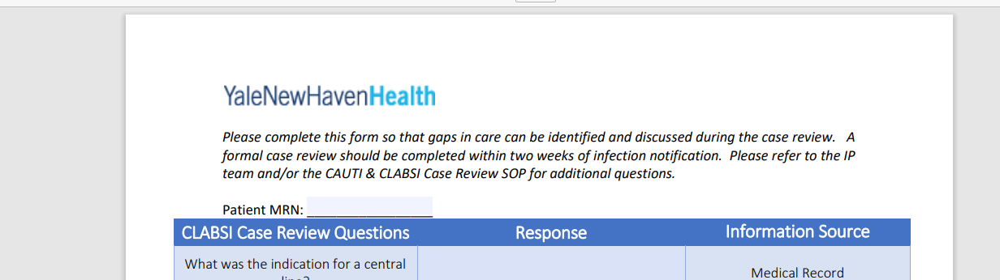 YaleNewHavenHealth
Please complete this form so that gaps in care can be identified and discussed during the case review. A
formal case review should be completed within two weeks of infection notification. Please refer to the IP
team and/or the CAUTI & CLABSI Case Review SOP for additional questions.
Patient MRN: 
CLABSI Case Review Questions Response Information Source
What was the indication for a central
Medical Record